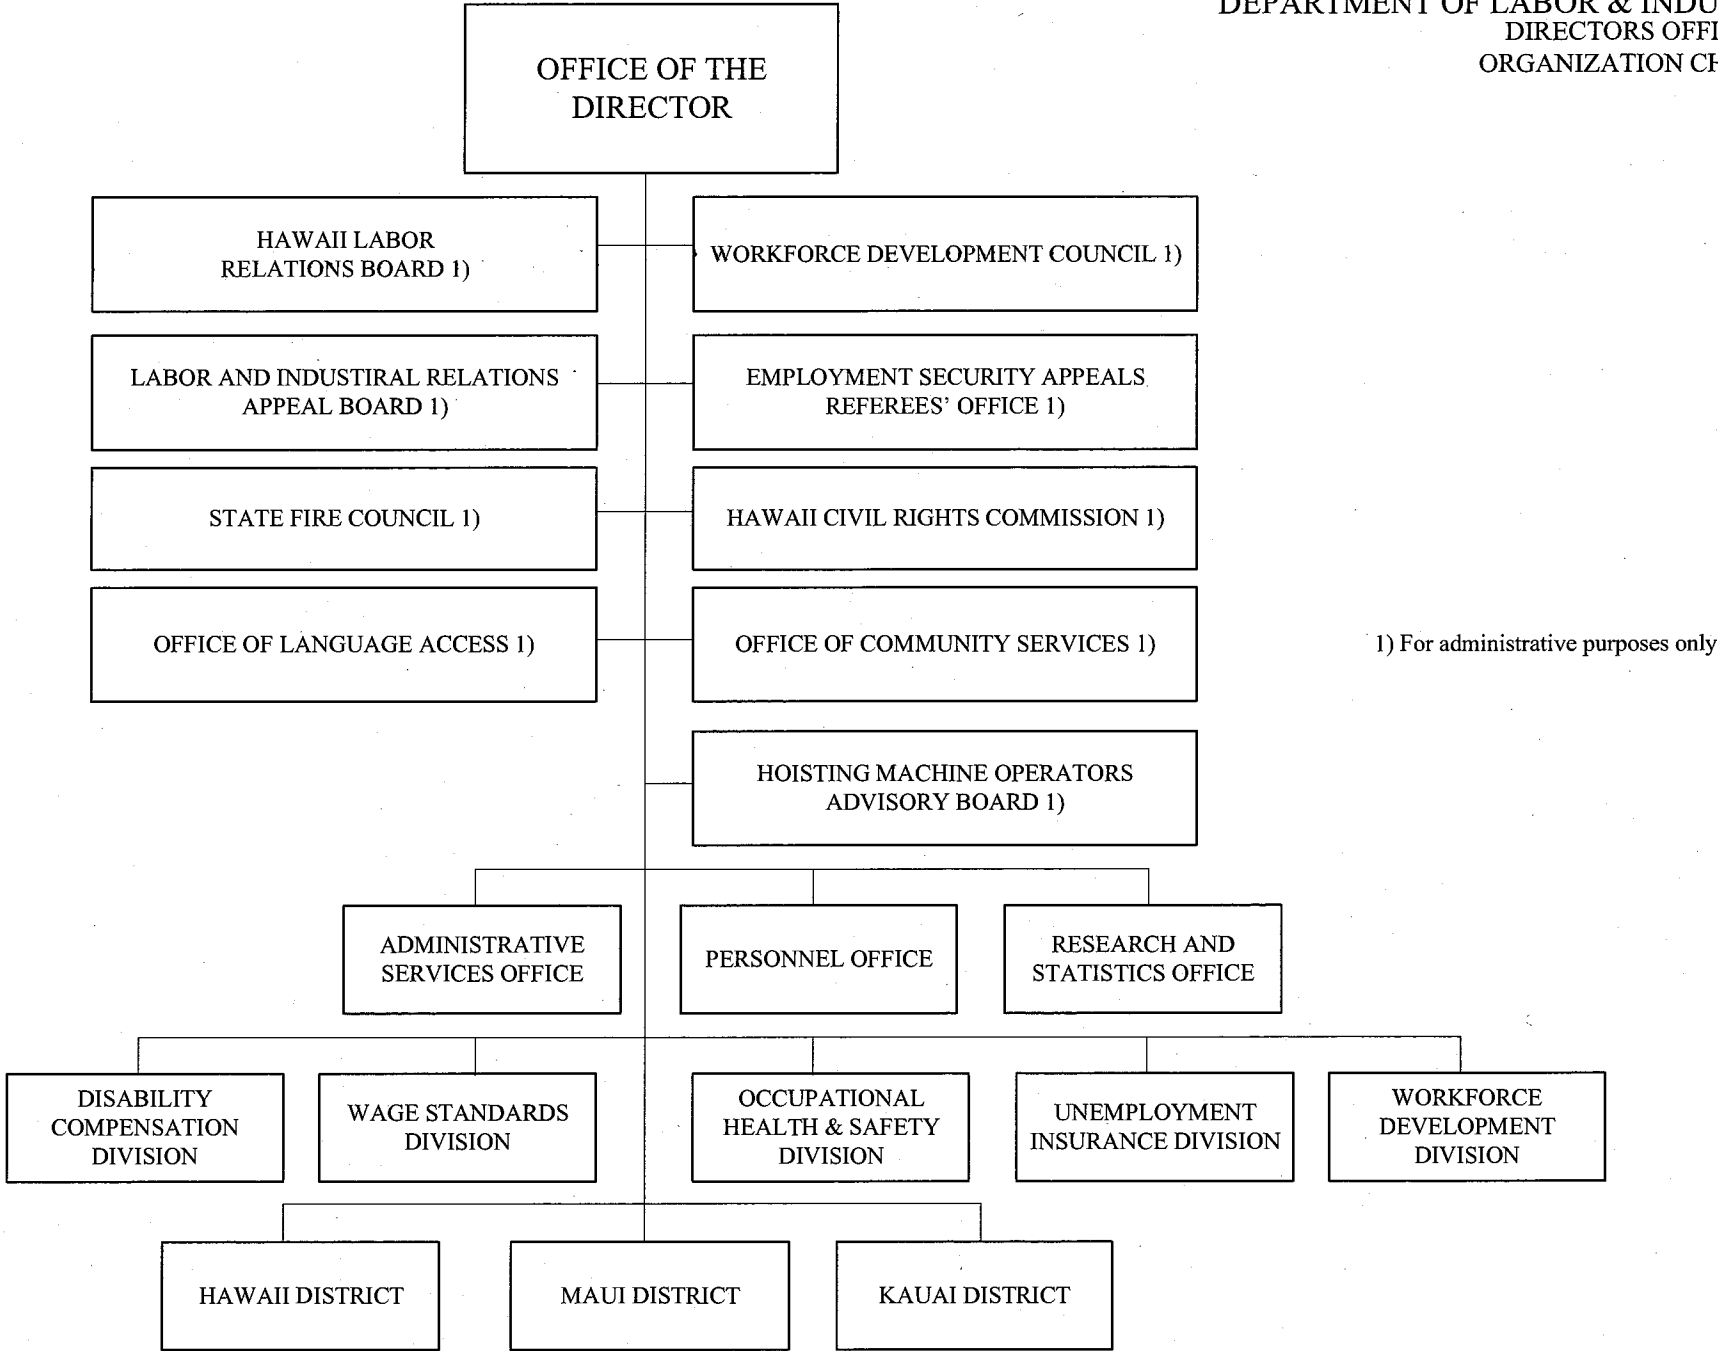 DEPARTMENT OF LABOR & INDU
DIRECTORS OFFI
ORGANIZATION CH
OFFICE OF THE
DIRECTOR
HAWAII LABOR
RELATIONS BOARD 1)
WORKFORCE DEVELOPMENT COUNCIL 1)
LABOR AND INDUSTIRAL RELATIONS
APPEAL BOARD 1)
EMPLOYMENT SECURITY APPEALS
REFEREES’ OFFICE 1)
STATE FIRE COUNCIL 1)
HAWAII CIVIL RIGHTS COMMISSION 1)
OFFICE OF LANGUAGE ACCESS 1)
OFFICE OF COMMUNITY SERVICES 1)
1) For administrative purposes only
HOISTING MACHINE OPERATORS
ADVISORY BOARD 1)
ADMINISTRATIVE
SERVICES OFFICE
PERSONNEL OFFICE
RESEARCH AND
STATISTICS OFFICE
DISABILITY
COMPENSATION
DIVISION
WAGE STANDARDS
DIVISION
OCCUPATIONAL
HEALTH & SAFETY
DIVISION
UNEMPLOYMENT
INSURANCE DIVISION
WORKFORCE
DEVELOPMENT
DIVISION
HAWAII DISTRICT
MAUI DISTRICT
KAUAI DISTRICT